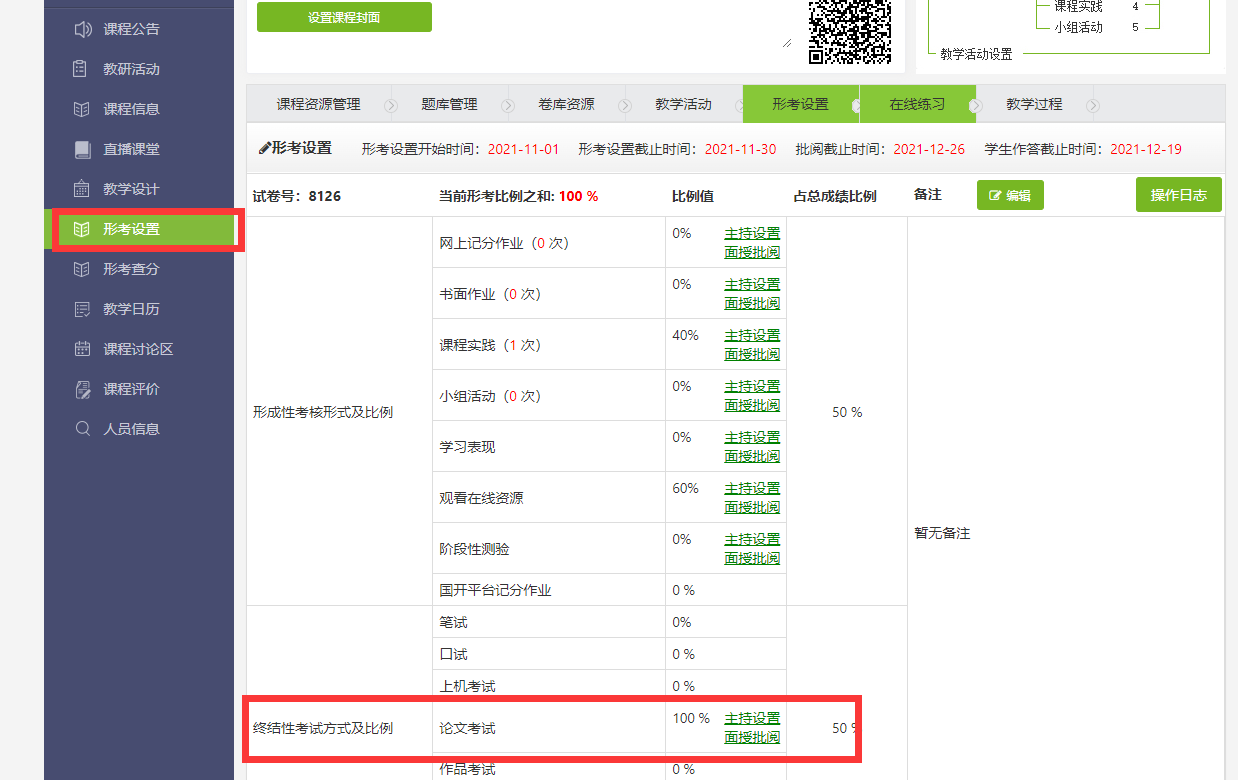 课程公告
教研活动
课程信息
直播课堂
教学设计
形考设置
形考查分
教学日历
课程讨论区
课程评价
人员信息
设置课程封面
课程实践 4
小组活动 5
教学活动设置
课程资源管理 题库管理 卷库资源 教学活动 形考设置 在线练习 教学过程
形考设置 形考设置开始时间：2021-11-01 形考设置截止时间：2021-11-30 批阅截止时间：2021-12-26 学生作答截止时间：2021-12-19
试卷号：8126 当前形考比例之和: 100 % 比例值 占总成绩比例 备注 编辑 操作日志
形成性考核形式及比例
网上记分作业（0 次） 0% 主持设置
面授批阅
书面作业（0 次） 0% 主持设置
面授批阅
课程实践（1 次） 40% 主持设置
面授批阅
小组活动（0 次） 0% 主持设置
面授批阅
学习表现 0% 主持设置
面授批阅
观看在线资源 60% 主持设置
面授批阅
阶段性测验 0% 主持设置
面授批阅
国开平台记分作业 0 %
50 %
暂无备注
终结性考试方式及比例
笔试 0%
口试 0 %
上机考试 0 %
论文考试 100 % 主持设置
面授批阅
50 %
作品考试 0 %